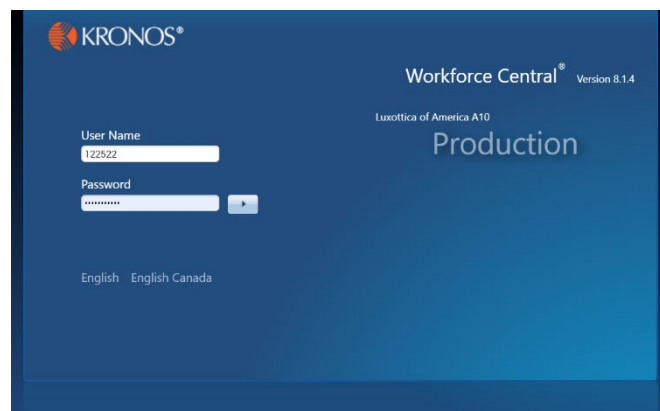 KRONOS®
Workforce Central® Version 8.1.4
Luxottica of America A10
Production
User Name
122522
Password
•••••••••••
English English Canada